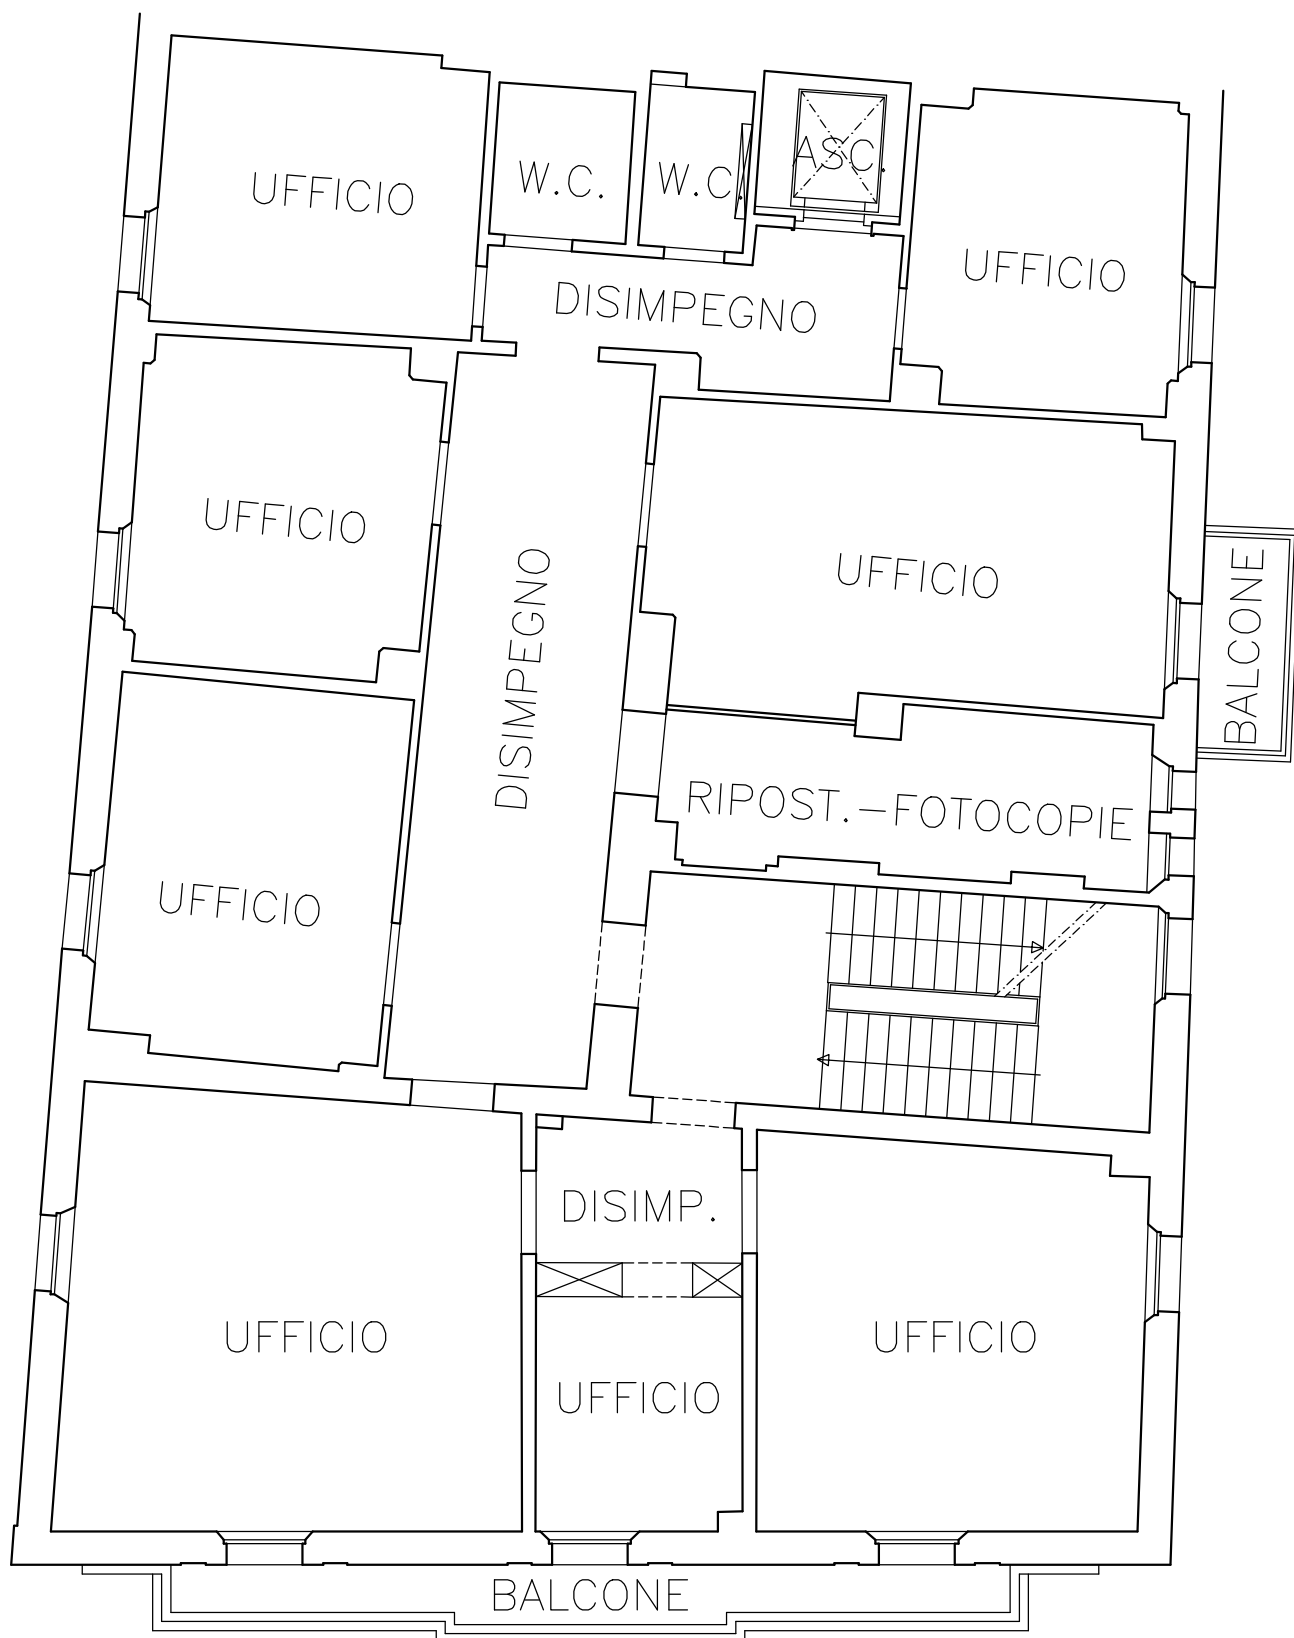 UFFICIO
W.C.
W.C.
ASC.
UFFICIO
DISIMPEGNO
UFFICIO
UFFICIO
DISIMPEGNO
BALCONE
RIPOST.-FOTOCOPIE
UFFICIO
DISIMP.
UFFICIO
UFFICIO
UFFICIO
BALCONE